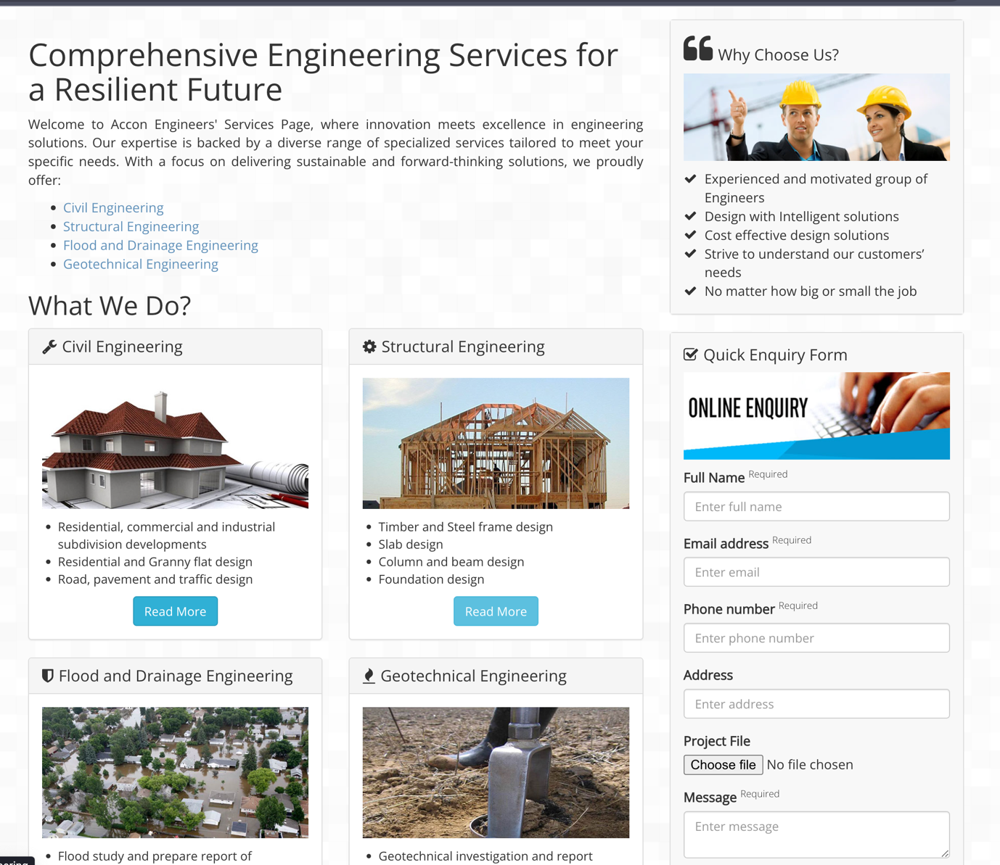 Comprehensive Engineering Services for
a Resilient Future
Welcome to Accon Engineers' Services Page, where innovation meets excellence in engineering
solutions. Our expertise is backed by a diverse range of specialized services tailored to meet your
specific needs. With a focus on delivering sustainable and forward-thinking solutions, we proudly
offer:
Civil Engineering
Structural Engineering
Flood and Drainage Engineering
Geotechnical Engineering
What We Do?
Civil Engineering
Residential, commercial and industrial
subdivision developments
Residential and Granny flat design
Road, pavement and traffic design
Read More
Structural Engineering
Timber and Steel frame design
Slab design
Column and beam design
Foundation design
Read More
Flood and Drainage Engineering
Flood study and prepare report of
Geotechnical Engineering
Geotechnical investigation and report
Why Choose Us?
Experienced and motivated group of
Engineers
Design with Intelligent solutions
Cost effective design solutions
Strive to understand our customers’
needs
No matter how big or small the job
Quick Enquiry Form
ONLINE ENQUIRY
Full Name Required
Enter full name
Email address Required
Enter email
Phone number Required
Enter phone number
Address
Enter address
Project File
Choose file No file chosen
Message Required
Enter message